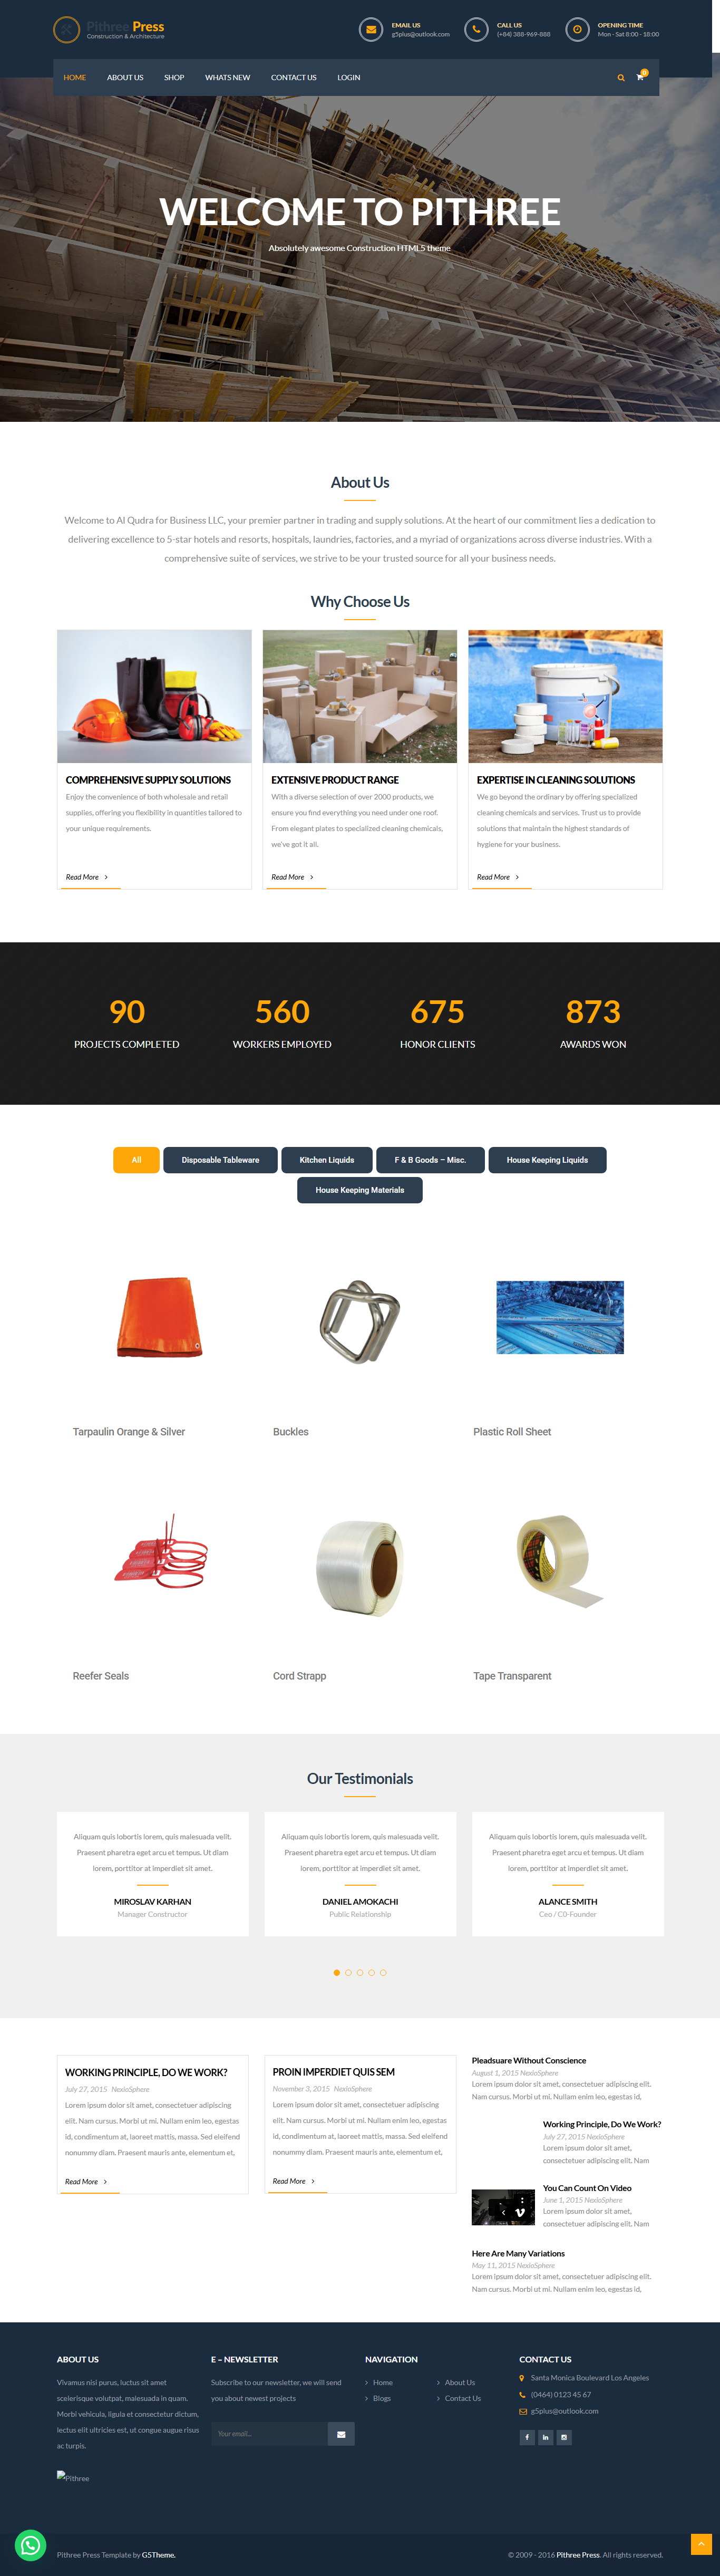 Pithree Press
Construction & Architecture
EMAIL US
g5plus@outlook.com
CALL US
(+84) 388-969-888
OPENING TIME
Mon - Sat 8:00 - 18:00
HOME ABOUT US SHOP WHATS NEW CONTACT US LOGIN 0
WELCOME TO PITHREE
Absolutely awesome Construction HTML5 theme
About Us
Welcome to Al Qudra for Business LLC, your premier partner in trading and supply solutions. At the heart of our commitment lies a dedication to
delivering excellence to 5-star hotels and resorts, hospitals, laundries, factories, and a myriad of organizations across diverse industries. With a
comprehensive suite of services, we strive to be your trusted source for all your business needs.
Why Choose Us
COMPREHENSIVE SUPPLY SOLUTIONS
Enjoy the convenience of both wholesale and retail
supplies, offering you flexibility in quantities tailored to
your unique requirements.
Read More
EXTENSIVE PRODUCT RANGE
With a diverse selection of over 2000 products, we
ensure you find everything you need under one roof.
From elegant plates to specialized cleaning chemicals,
we've got it all.
Read More
EXPERTISE IN CLEANING SOLUTIONS
We go beyond the ordinary by offering specialized
cleaning chemicals and services. Trust us to provide
solutions that maintain the highest standards of
hygiene for your business.
Read More
90
PROJECTS COMPLETED
560
WORKERS EMPLOYED
675
HONOR CLIENTS
873
AWARDS WON
All
Disposable Tableware
Kitchen Liquids
F & B Goods – Misc.
House Keeping Liquids
House Keeping Materials
Tarpaulin Orange & Silver
Buckles
Plastic Roll Sheet
Reefer Seals
Cord Strapp
Tape Transparent
Our Testimonials
Aliquam quis lobortis lorem, quis malesuada velit.
Praesent pharetra eget arcu et tempus. Ut diam
lorem, porttitor at imperdiet sit amet.
MIROSLAV KARHAN
Manager Constructor
Aliquam quis lobortis lorem, quis malesuada velit.
Praesent pharetra eget arcu et tempus. Ut diam
lorem, porttitor at imperdiet sit amet.
DANIEL AMOKACHI
Public Relationship
Aliquam quis lobortis lorem, quis malesuada velit.
Praesent pharetra eget arcu et tempus. Ut diam
lorem, porttitor at imperdiet sit amet.
ALANCE SMITH
Ceo / C0-Founder
WORKING PRINCIPLE, DO WE WORK?
July 27, 2015 NexioSphere
Lorem ipsum dolor sit amet, consectetuer adipiscing
elit. Nam cursus. Morbi ut mi. Nullam enim leo, egestas
id, condimentum at, laoreet mattis, massa. Sed eleifend
nonummy diam. Praesent mauris ante, elementum et,
Read More
PROIN IMPERDIET QUIS SEM
November 3, 2015 NexioSphere
Lorem ipsum dolor sit amet, consectetuer adipiscing
elit. Nam cursus. Morbi ut mi. Nullam enim leo, egestas
id, condimentum at, laoreet mattis, massa. Sed eleifend
nonummy diam. Praesent mauris ante, elementum et,
Read More
Pleadsuare Without Conscience
August 1, 2015 NexioSphere
Lorem ipsum dolor sit amet, consectetuer adipiscing elit.
Nam cursus. Morbi ut mi. Nullam enim leo, egestas id,
Working Principle, Do We Work?
July 27, 2015 NexioSphere
Lorem ipsum dolor sit amet,
consectetuer adipiscing elit. Nam
You Can Count On Video
June 1, 2015 NexioSphere
Lorem ipsum dolor sit amet,
consectetuer adipiscing elit. Nam
Here Are Many Variations
May 11, 2015 NexioSphere
Lorem ipsum dolor sit amet, consectetuer adipiscing elit.
Nam cursus. Morbi ut mi. Nullam enim leo, egestas id,
ABOUT US
Vivamus nisl purus, luctus sit amet
scelerisque volutpat, malesuada in quam.
Morbi vehicula, ligula et consectetur dictum,
lectus elit ultricies est, ut congue augue risus
ac turpis.
Pithree
E – NEWSLETTER
Subscribe to our newsletter, we will send
you about newest projects
Your email...
NAVIGATION
Home
About Us
Blogs
Contact Us
CONTACT US
Santa Monica Boulevard Los Angeles
(0464) 0123 45 67
g5plus@outlook.com
Pithree Press Template by G5Theme.
© 2009 - 2016 Pithree Press. All rights reserved.